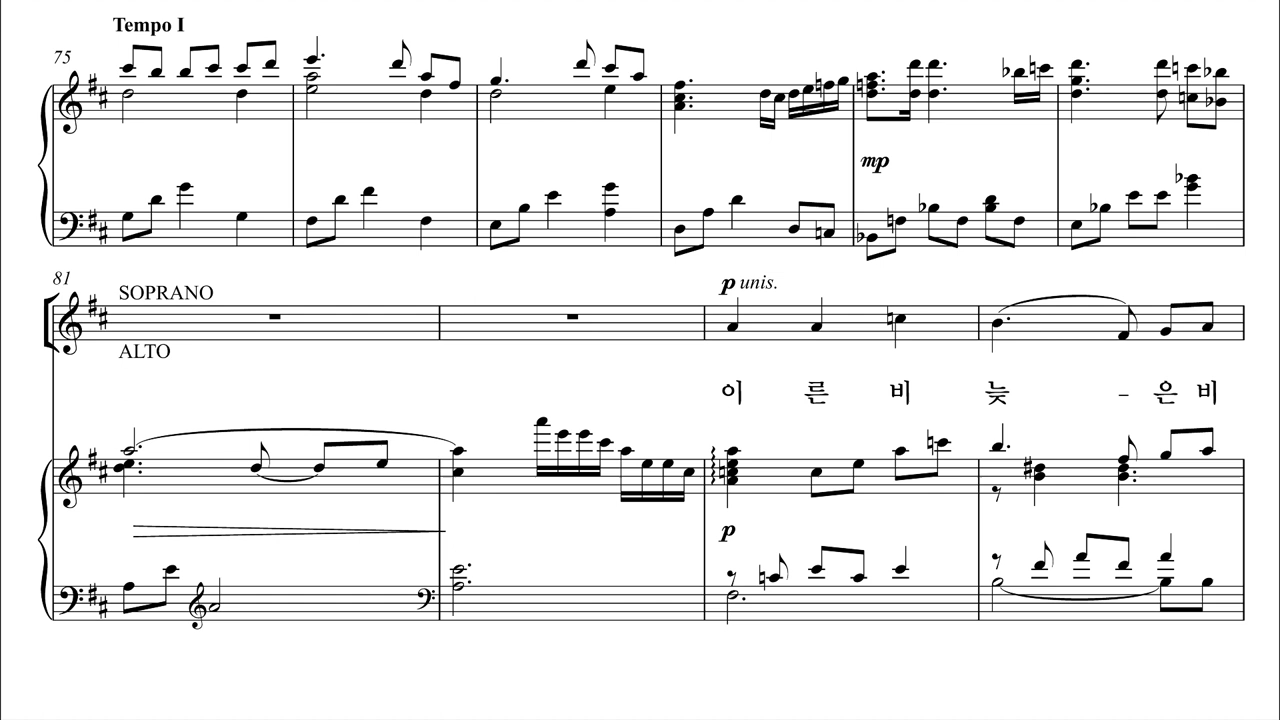 Tempo I
75
mp
81
SOPRANO
p unis.
ALTO
이 른 비 늦 - 은 비
p